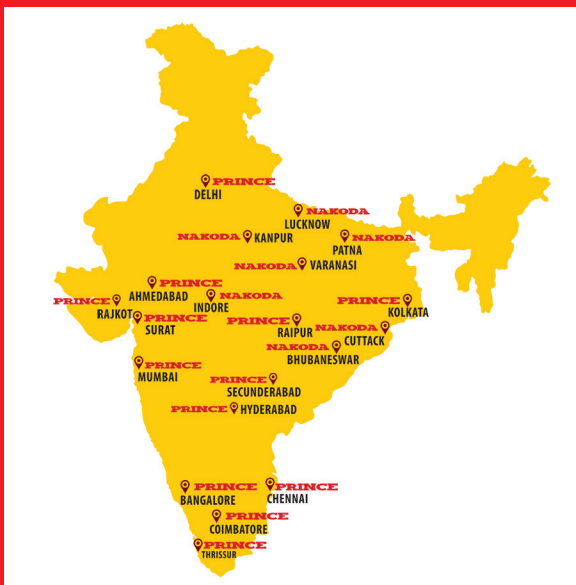 PRINCE
DELHI
NAKODA
LUCKNOW
NAKODA KANPUR
NAKODA
PATNA
NAKODA VARANASI
PRINCE
AHMEDABAD
NAKODA
INDORE
PRINCE
RAJKOT
PRINCE
SURAT
PRINCE
RAIPUR
PRINCE
KOLKATA
NAKODA
CUTTACK
NAKODA
BHUBANESWAR
PRINCE
MUMBAI
PRINCE
SECUNDERABAD
PRINCE HYDERABAD
PRINCE
BANGALORE
PRINCE
CHENNAI
PRINCE
COIMBATORE
PRINCE
THRISSUR